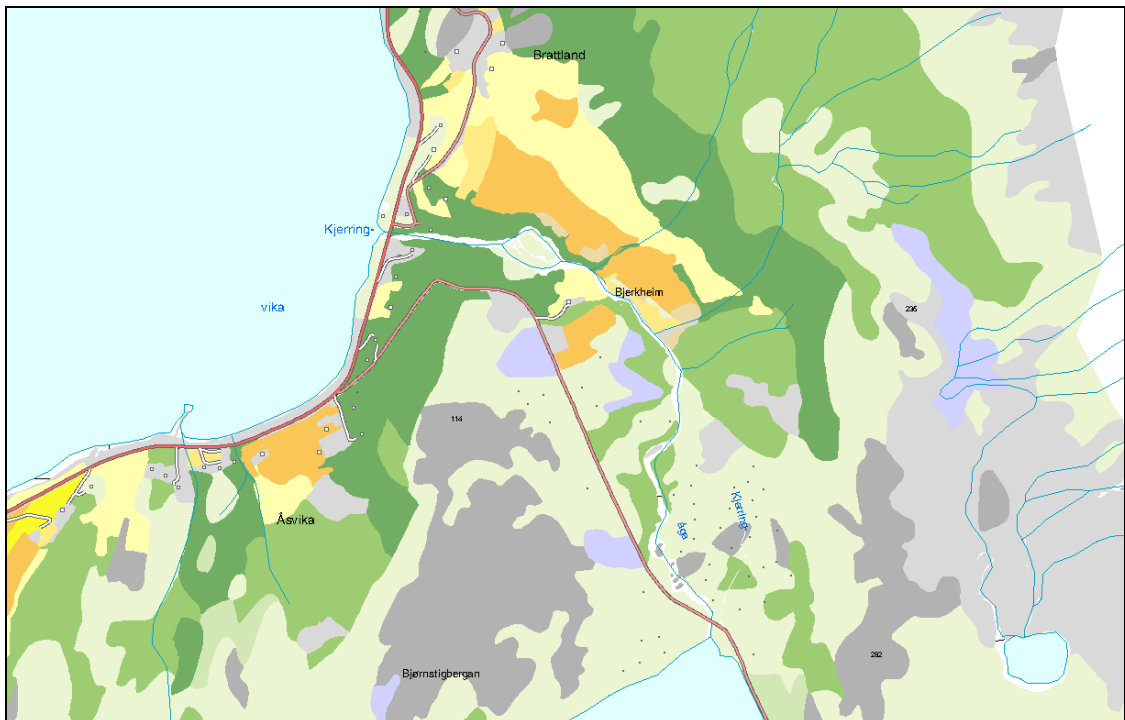 Brattland
Kjerring-
vika
Bjerkheim
236
114
Kjerring-
åga
Åsvika
282
Bjørnstigbergan